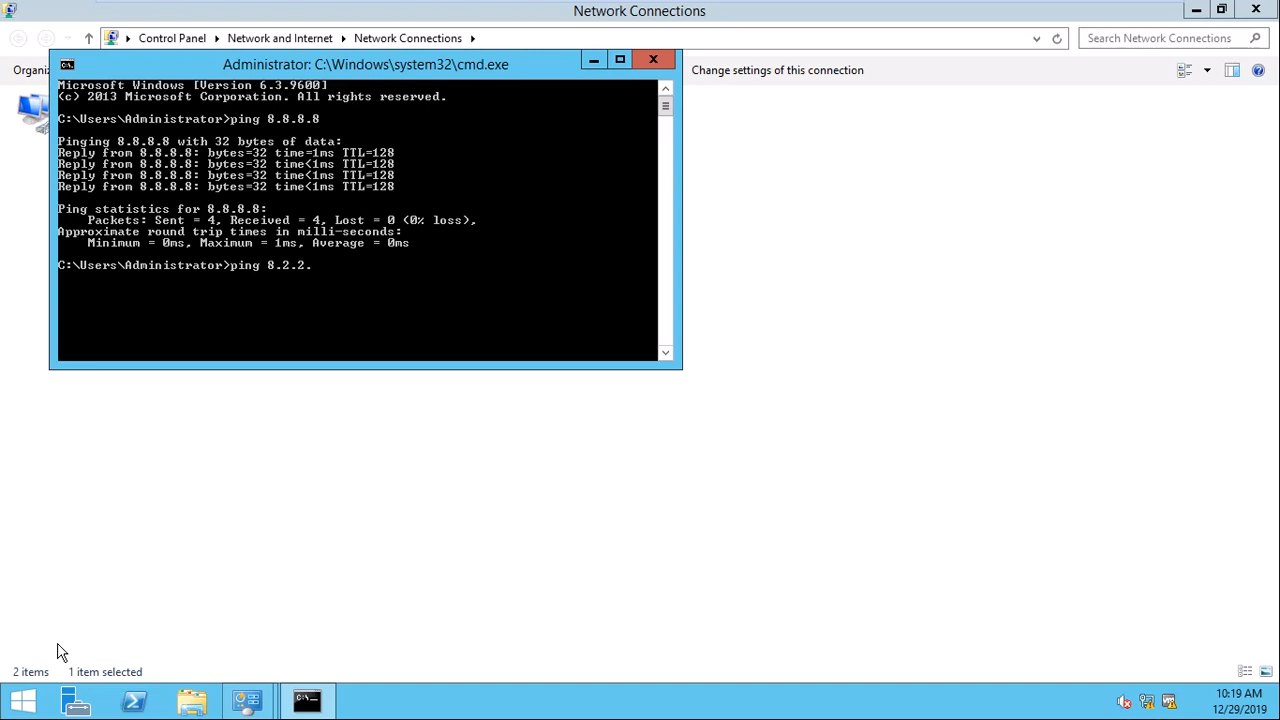 Network Connections
Control Panel
Network and Internet
Network Connections
Search Network Connections
Organi
Change settings of this connection
C:\.
Administrator: C:\Windows\system32\cmd.exe
Microsoft Windows [Version 6.3.9600]
(c) 2013 Microsoft Corporation. All rights reserved.
C:\Users\Administrator>ping 8.8.8.8
Pinging 8.8.8.8 with 32 bytes of data:
Reply from 8.8.8.8: bytes=32 time=1ms TTL=128
Reply from 8.8.8.8: bytes=32 time<1ms TTL=128
Reply from 8.8.8.8: bytes=32 time<1ms TTL=128
Reply from 8.8.8.8: bytes=32 time<1ms TTL=128
Ping statistics for 8.8.8.8:
Packets: Sent = 4, Received = 4, Lost = 0 (0% loss),
Approximate round trip times in milli-seconds:
Minimum = 0ms, Maximum = 1ms, Average = 0ms
C:\Users\Administrator>ping 8.2.2.
2 items
1 item selected
C:\_
10:19 AM
12/29/2019